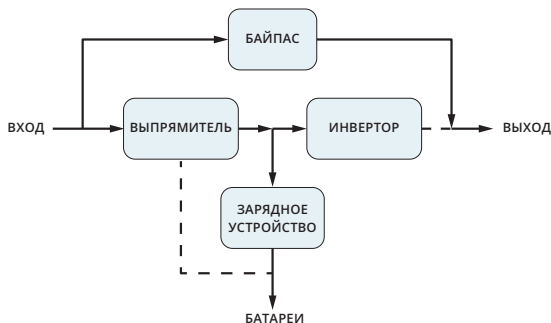 БАЙПАС
ВХОД
ВЫПРЯМИТЕЛЬ
ИНВЕРТОР
ВЫХОД
ЗАРЯДНОЕ
УСТРОЙСТВО
БАТАРЕИ